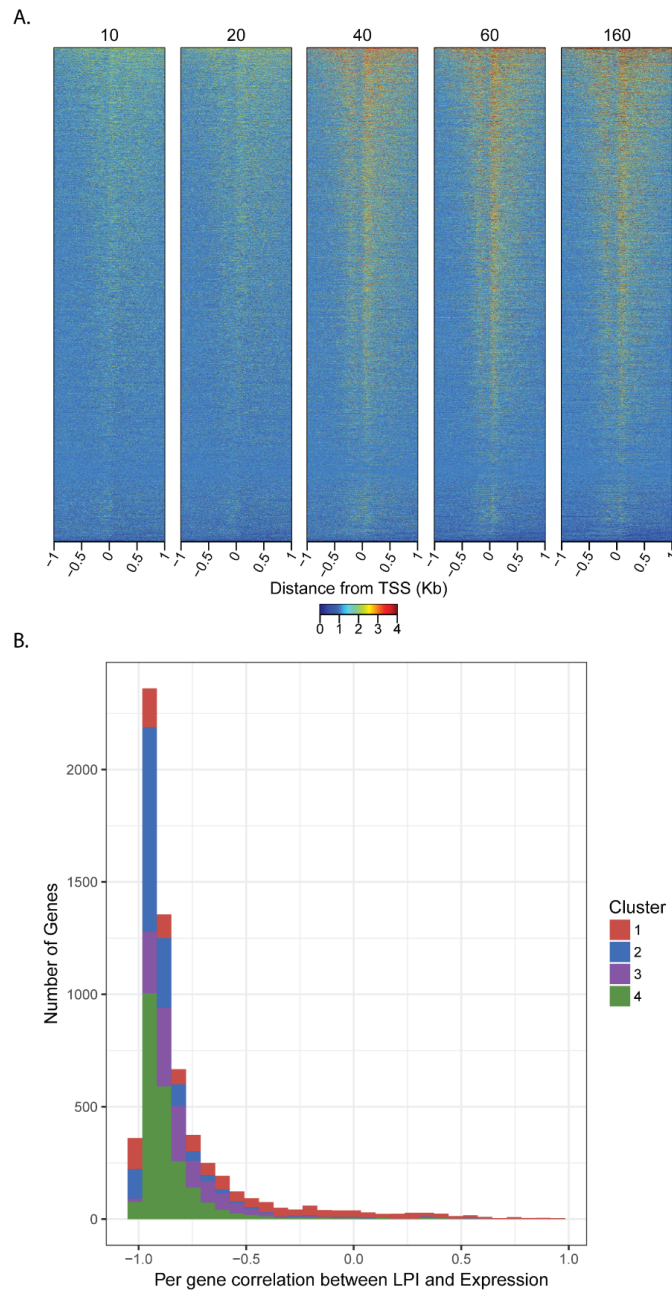 A.
10 20 40 60 160
−1 −0.5 0 0.5 1 −1 −0.5 0 0.5 1 −1 −0.5 0 0.5 1 −1 −0.5 0 0.5 1 −1 −0.5 0 0.5 1
Distance from TSS (Kb)
0 1 2 3 4
B.
2000
1500
1000
500
0
Number of Genes
Cluster
1
2
3
4
−1.0 −0.5 0.0 0.5 1.0
Per gene correlation between LPI and Expression